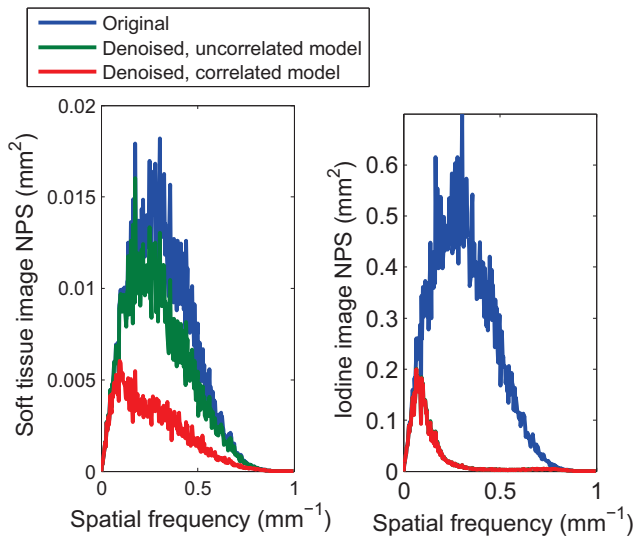 Original
Denoised, uncorrelated model
Denoised, correlated model
Soft tissue image NPS (mm²)
0.02
0.015
0.01
0.005
0
0 0.5 1
Spatial frequency (mm⁻¹)
Iodine image NPS (mm²)
0.6
0.5
0.4
0.3
0.2
0.1
0
0 0.5 1
Spatial frequency (mm⁻¹)